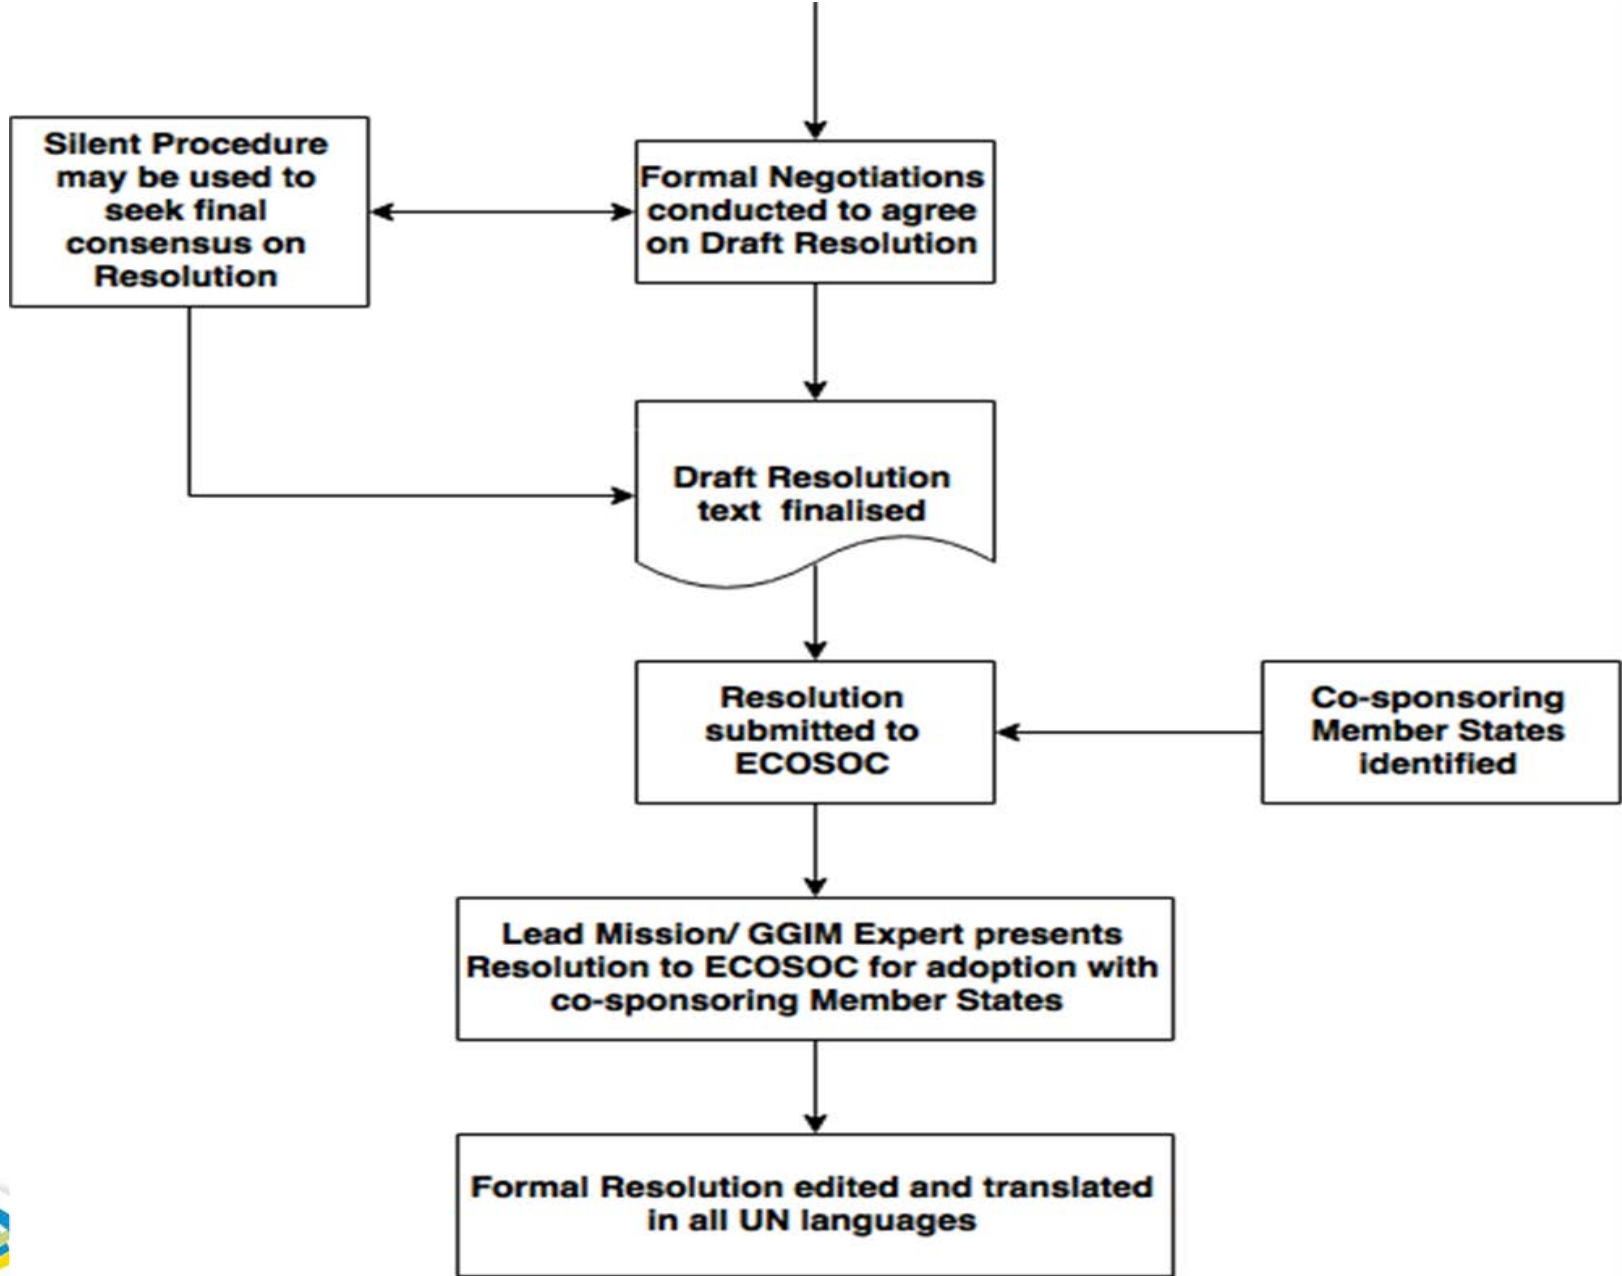 Silent Procedure
may be used to
seek final
consensus on
Resolution
Formal Negotiations
conducted to agree
on Draft Resolution
Draft Resolution
text finalised
Resolution
submitted to
ECOSOC
Co-sponsoring
Member States
identified
Lead Mission/ GGIM Expert presents
Resolution to ECOSOC for adoption with
co-sponsoring Member States
Formal Resolution edited and translated
in all UN languages